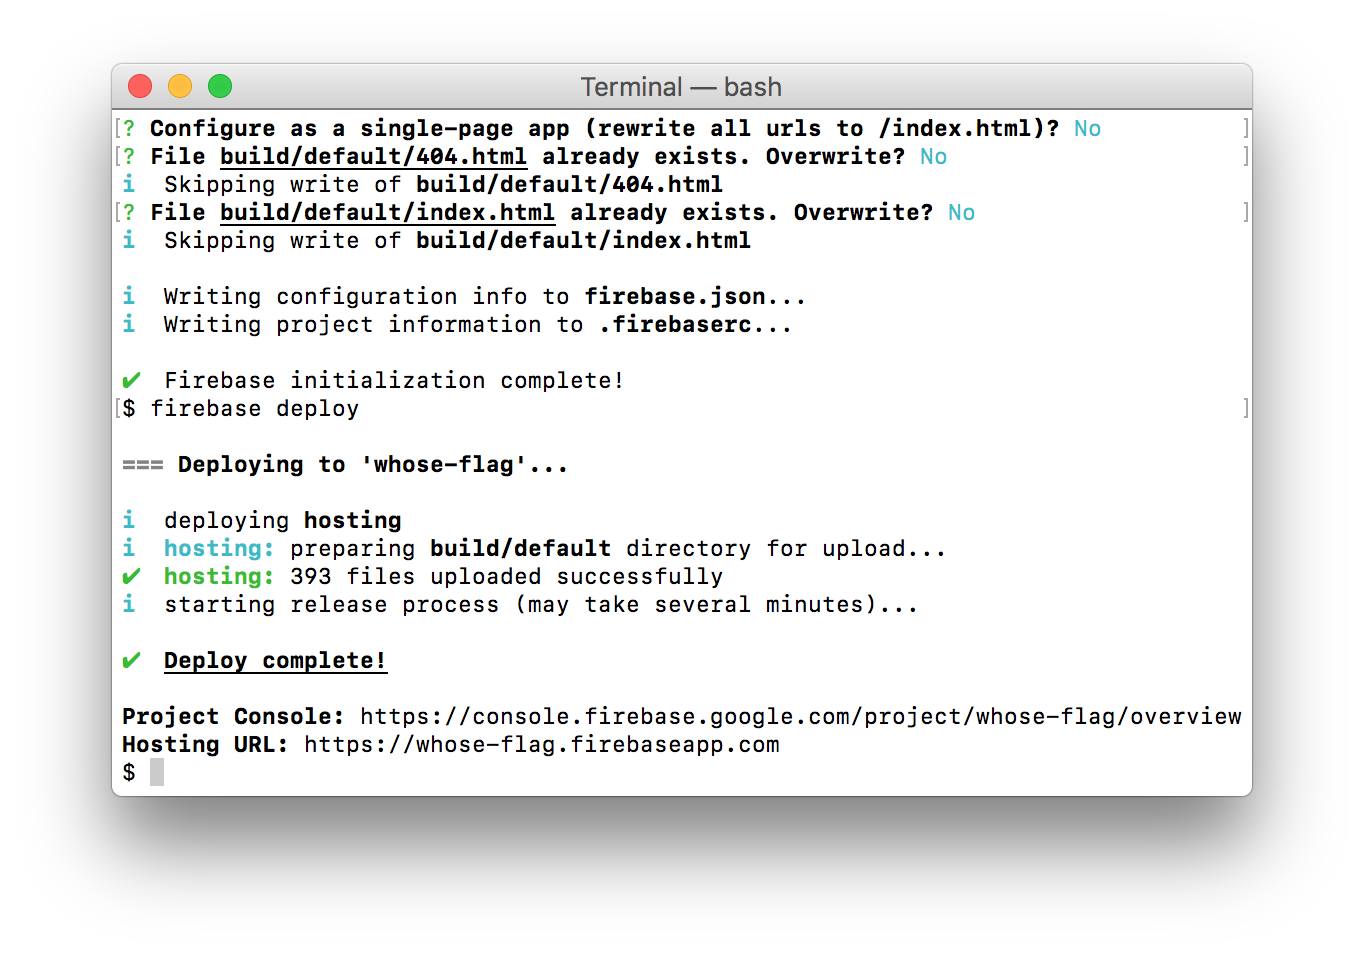 Terminal — bash
[? Configure as a single-page app (rewrite all urls to /index.html)? No ]
[? File build/default/404.html already exists. Overwrite? No ]
i Skipping write of build/default/404.html
[? File build/default/index.html already exists. Overwrite? No ]
i Skipping write of build/default/index.html
i Writing configuration info to firebase.json...
i Writing project information to .firebaserc...
✔ Firebase initialization complete!
[$ firebase deploy ]
=== Deploying to 'whose-flag'...
i deploying hosting
i hosting: preparing build/default directory for upload...
✔ hosting: 393 files uploaded successfully
i starting release process (may take several minutes)...
✔ Deploy complete!
Project Console: https://console.firebase.google.com/project/whose-flag/overview
Hosting URL: https://whose-flag.firebaseapp.com
$